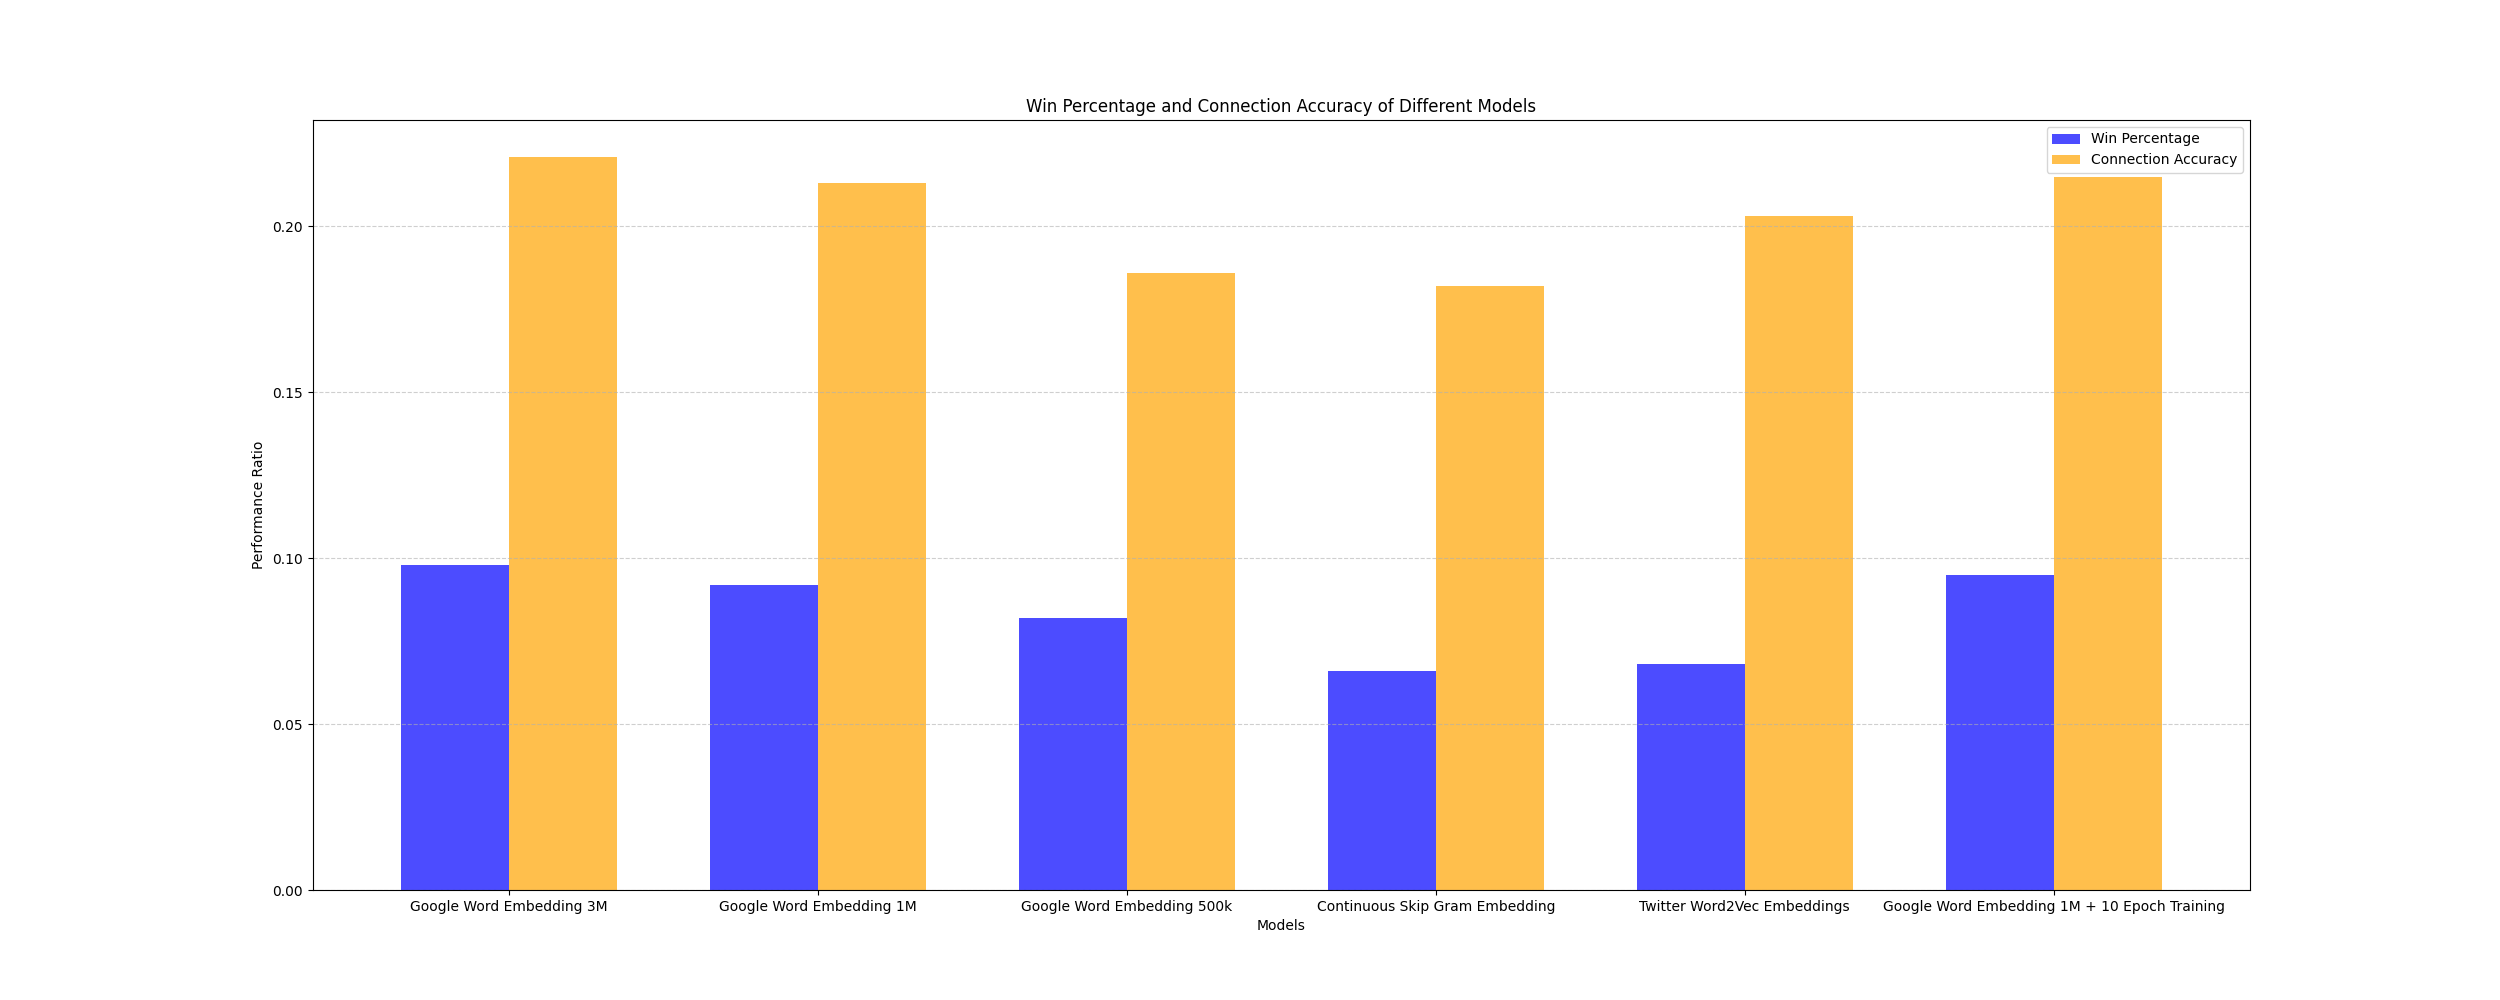 Win Percentage and Connection Accuracy of Different Models
Win Percentage
Connection Accuracy
Performance Ratio
0.20
0.15
0.10
0.05
0.00
Google Word Embedding 3M
Google Word Embedding 1M
Google Word Embedding 500k
Continuous Skip Gram Embedding
Twitter Word2Vec Embeddings
Google Word Embedding 1M + 10 Epoch Training
Models